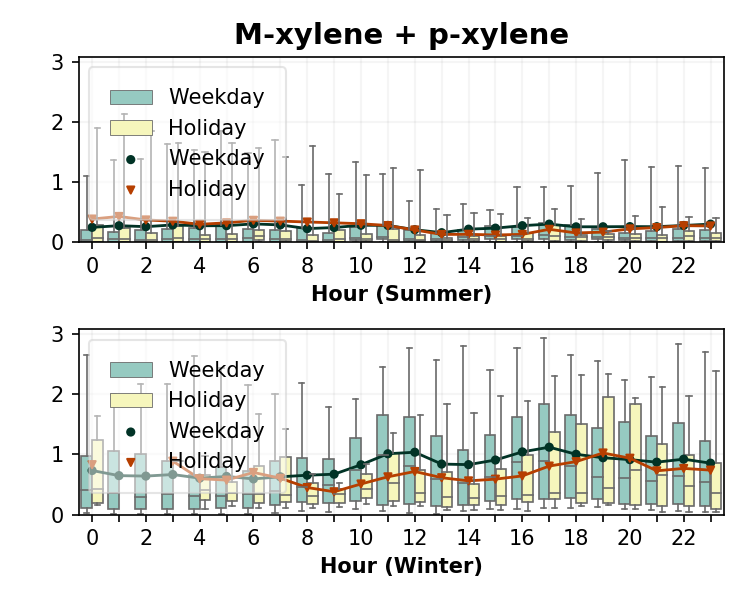 M-xylene + p-xylene
3
2
1
0
Weekday
Holiday
Weekday
Holiday
0 2 4 6 8 10 12 14 16 18 20 22
Hour (Summer)
3
2
1
0
Weekday
Holiday
Weekday
Holiday
0 2 4 6 8 10 12 14 16 18 20 22
Hour (Winter)